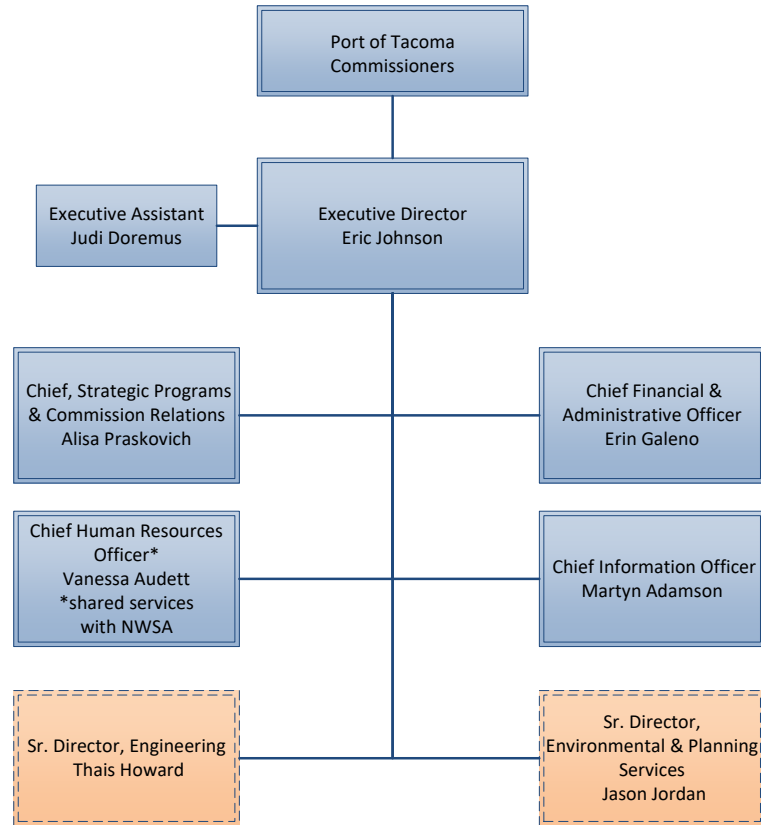 Port of Tacoma
Commissioners
Executive Assistant
Judi Doremus
Executive Director
Eric Johnson
Chief, Strategic Programs
& Commission Relations
Alisa Praskovich
Chief Financial &
Administrative Officer
Erin Galeno
Chief Human Resources
Officer*
Vanessa Audett
*shared services
with NWSA
Chief Information Officer
Martyn Adamson
Sr. Director, Engineering
Thais Howard
Sr. Director,
Environmental & Planning
Services
Jason Jordan